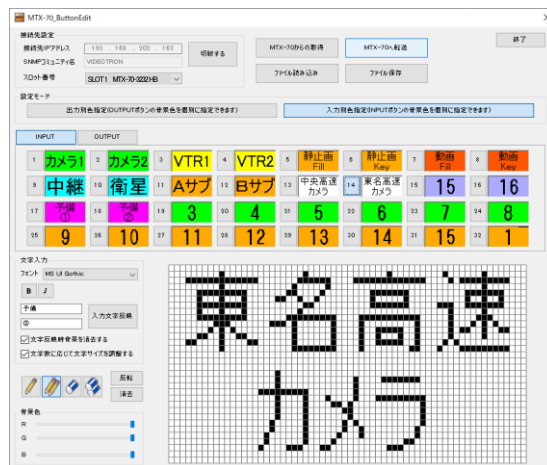 MTX-70_ButtonEdit
接続先設定
接続先IPアドレス 192 . 168 . 202 . 162
SNMPコミュニティ名 VIDEOTRON
スロット番号 SLOT1 MTX-70-3232HB
切断する
MTX-70からの取得
MTX-70へ転送
終了
ファイル読み込み
ファイル保存
設定モード
出力別色指定(OUTPUTボタンの背景色を個別に指定できます)
入力別色指定(INPUTボタンの背景色を個別に指定できます)
INPUT OUTPUT
1 カメラ1 2 カメラ2 3 VTR1 4 VTR2 5 静止画 Fill 6 静止画 Key 7 動画 Fill 8 動画 Key
9 中継 10 衛星 11 Aサブ 12 Bサブ 13 中央高速 カメラ 14 東名高速 カメラ 15 15 16 16
17 予備 ① 18 予備 ② 19 3 20 4 21 5 22 6 23 7 24 8
25 9 26 10 27 11 28 12 29 13 30 14 31 15 32 1
文字入力
フォント MS UI Gothic
B I
予備
②
入力文字反映
文字反映時背景を消去する
文字数に応じて文字サイズを調整する
反転
消去
背景色
R
G
B
東名高速
カメラ